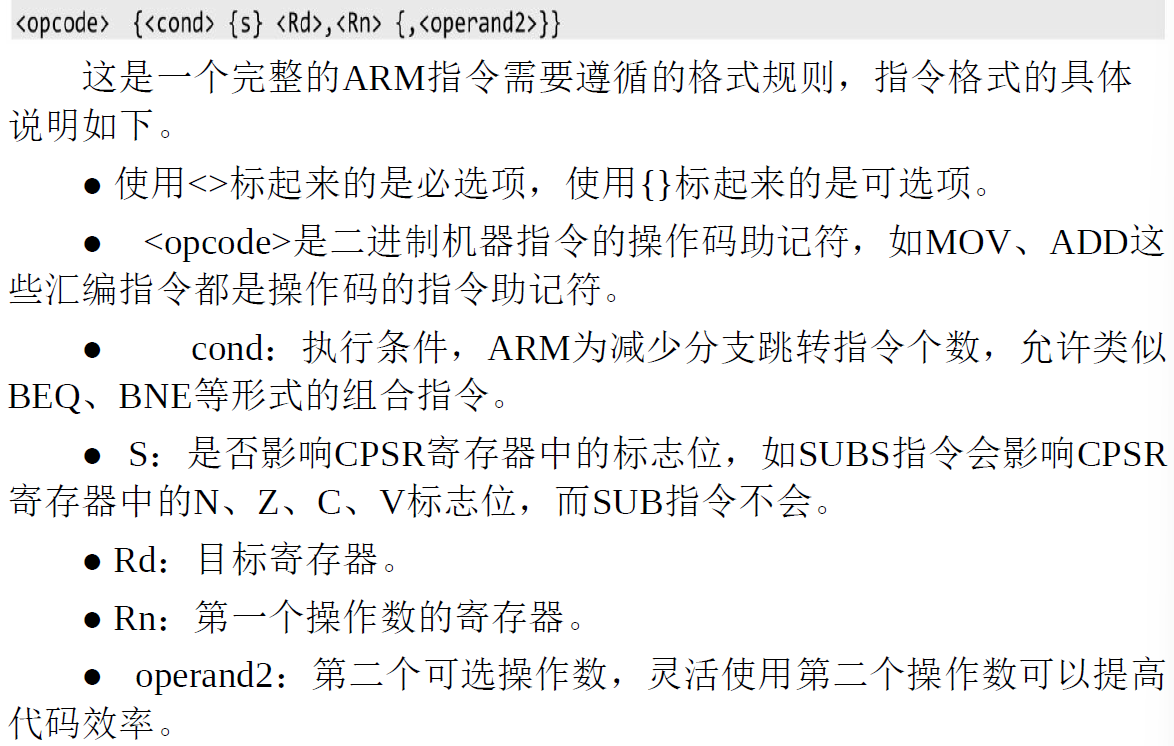 <opcode> {<cond> {s} <Rd>,<Rn> {,<operand2>}}
这是一个完整的ARM指令需要遵循的格式规则，指令格式的具体
说明如下。
● 使用<>标起来的是必选项，使用{}标起来的是可选项。
● <opcode>是二进制机器指令的操作码助记符，如MOV、ADD这
些汇编指令都是操作码的指令助记符。
● cond：执行条件，ARM为减少分支跳转指令个数，允许类似
BEQ、BNE等形式的组合指令。
● S：是否影响CPSR寄存器中的标志位，如SUBS指令会影响CPSR
寄存器中的N、Z、C、V标志位，而SUB指令不会。
● Rd：目标寄存器。
● Rn：第一个操作数的寄存器。
● operand2：第二个可选操作数，灵活使用第二个操作数可以提高
代码效率。